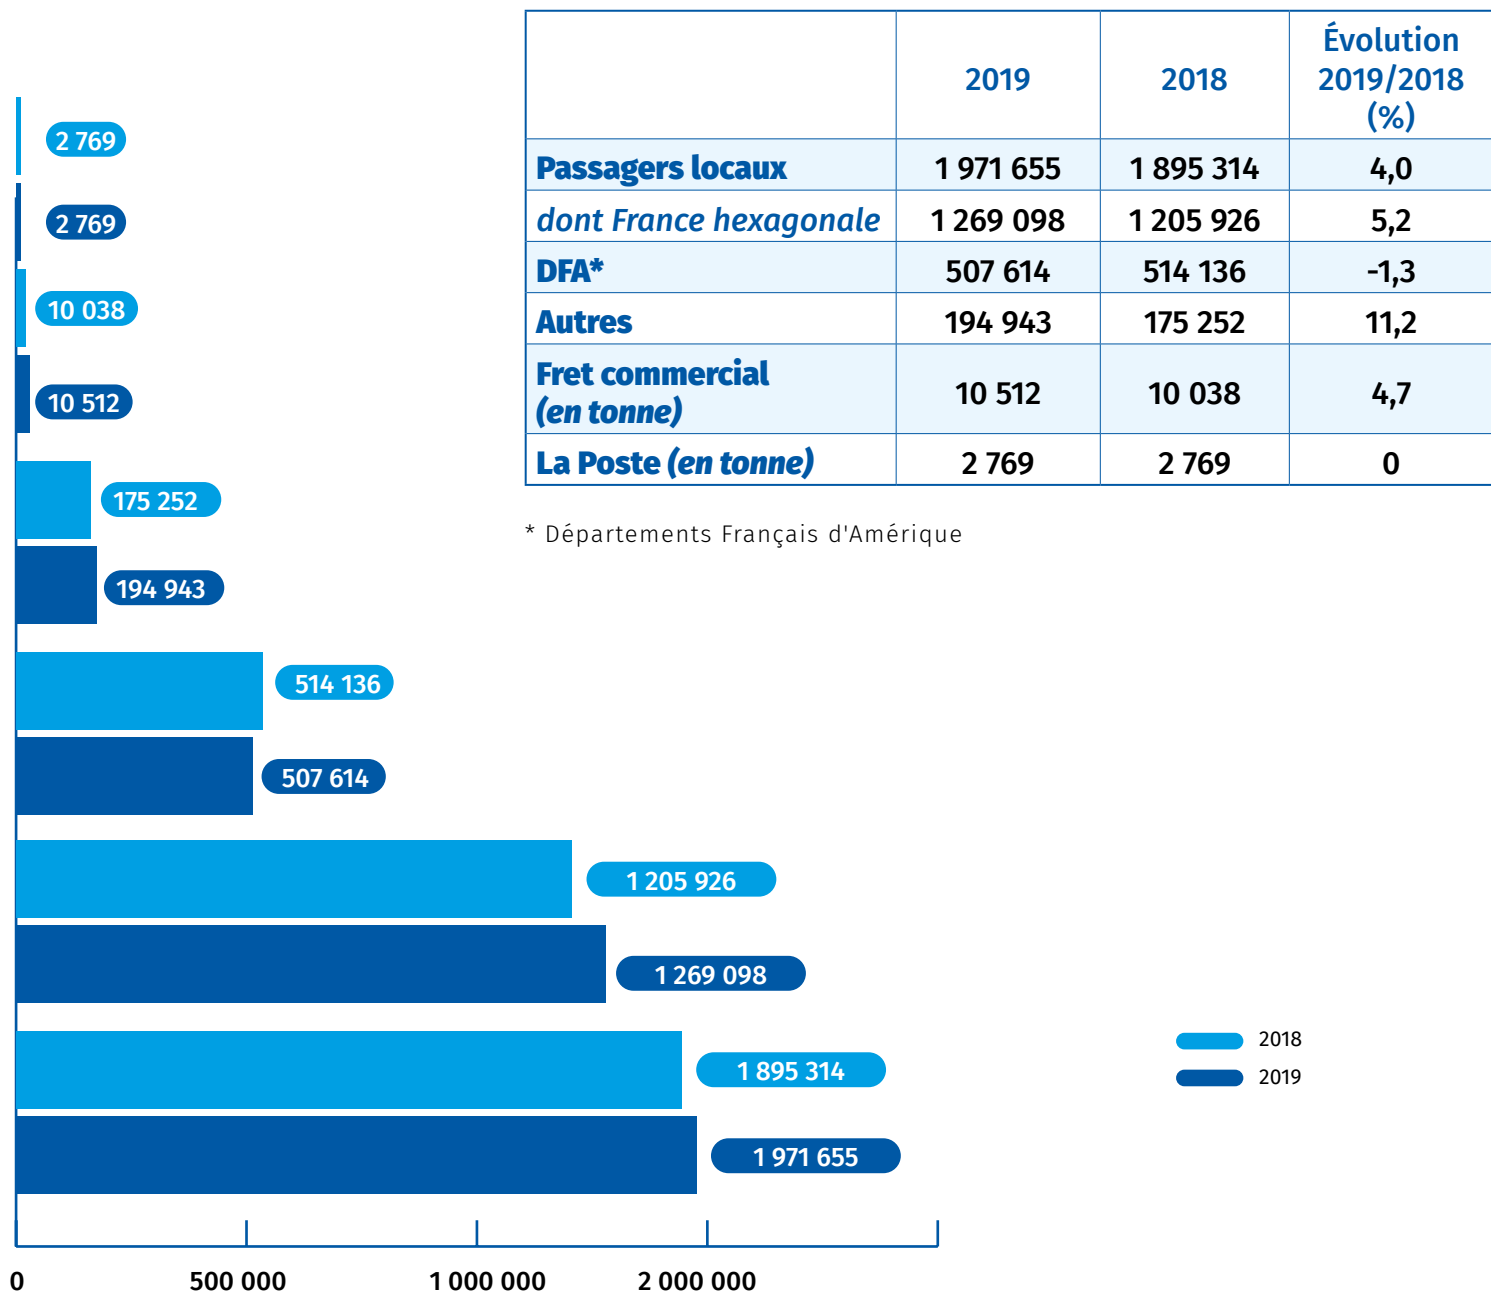 2019
2018
Évolution
2019/2018
(%)
Passagers locaux 1 971 655 1 895 314 4,0
dont France hexagonale 1 269 098 1 205 926 5,2
DFA* 507 614 514 136 -1,3
Autres 194 943 175 252 11,2
Fret commercial
(en tonne) 10 512 10 038 4,7
La Poste (en tonne) 2 769 2 769 0
* Départements Français d'Amérique
2 769
2 769
10 038
10 512
175 252
194 943
514 136
507 614
1 205 926
1 269 098
1 895 314
1 971 655
2018
2019
0 500 000 1 000 000 2 000 000